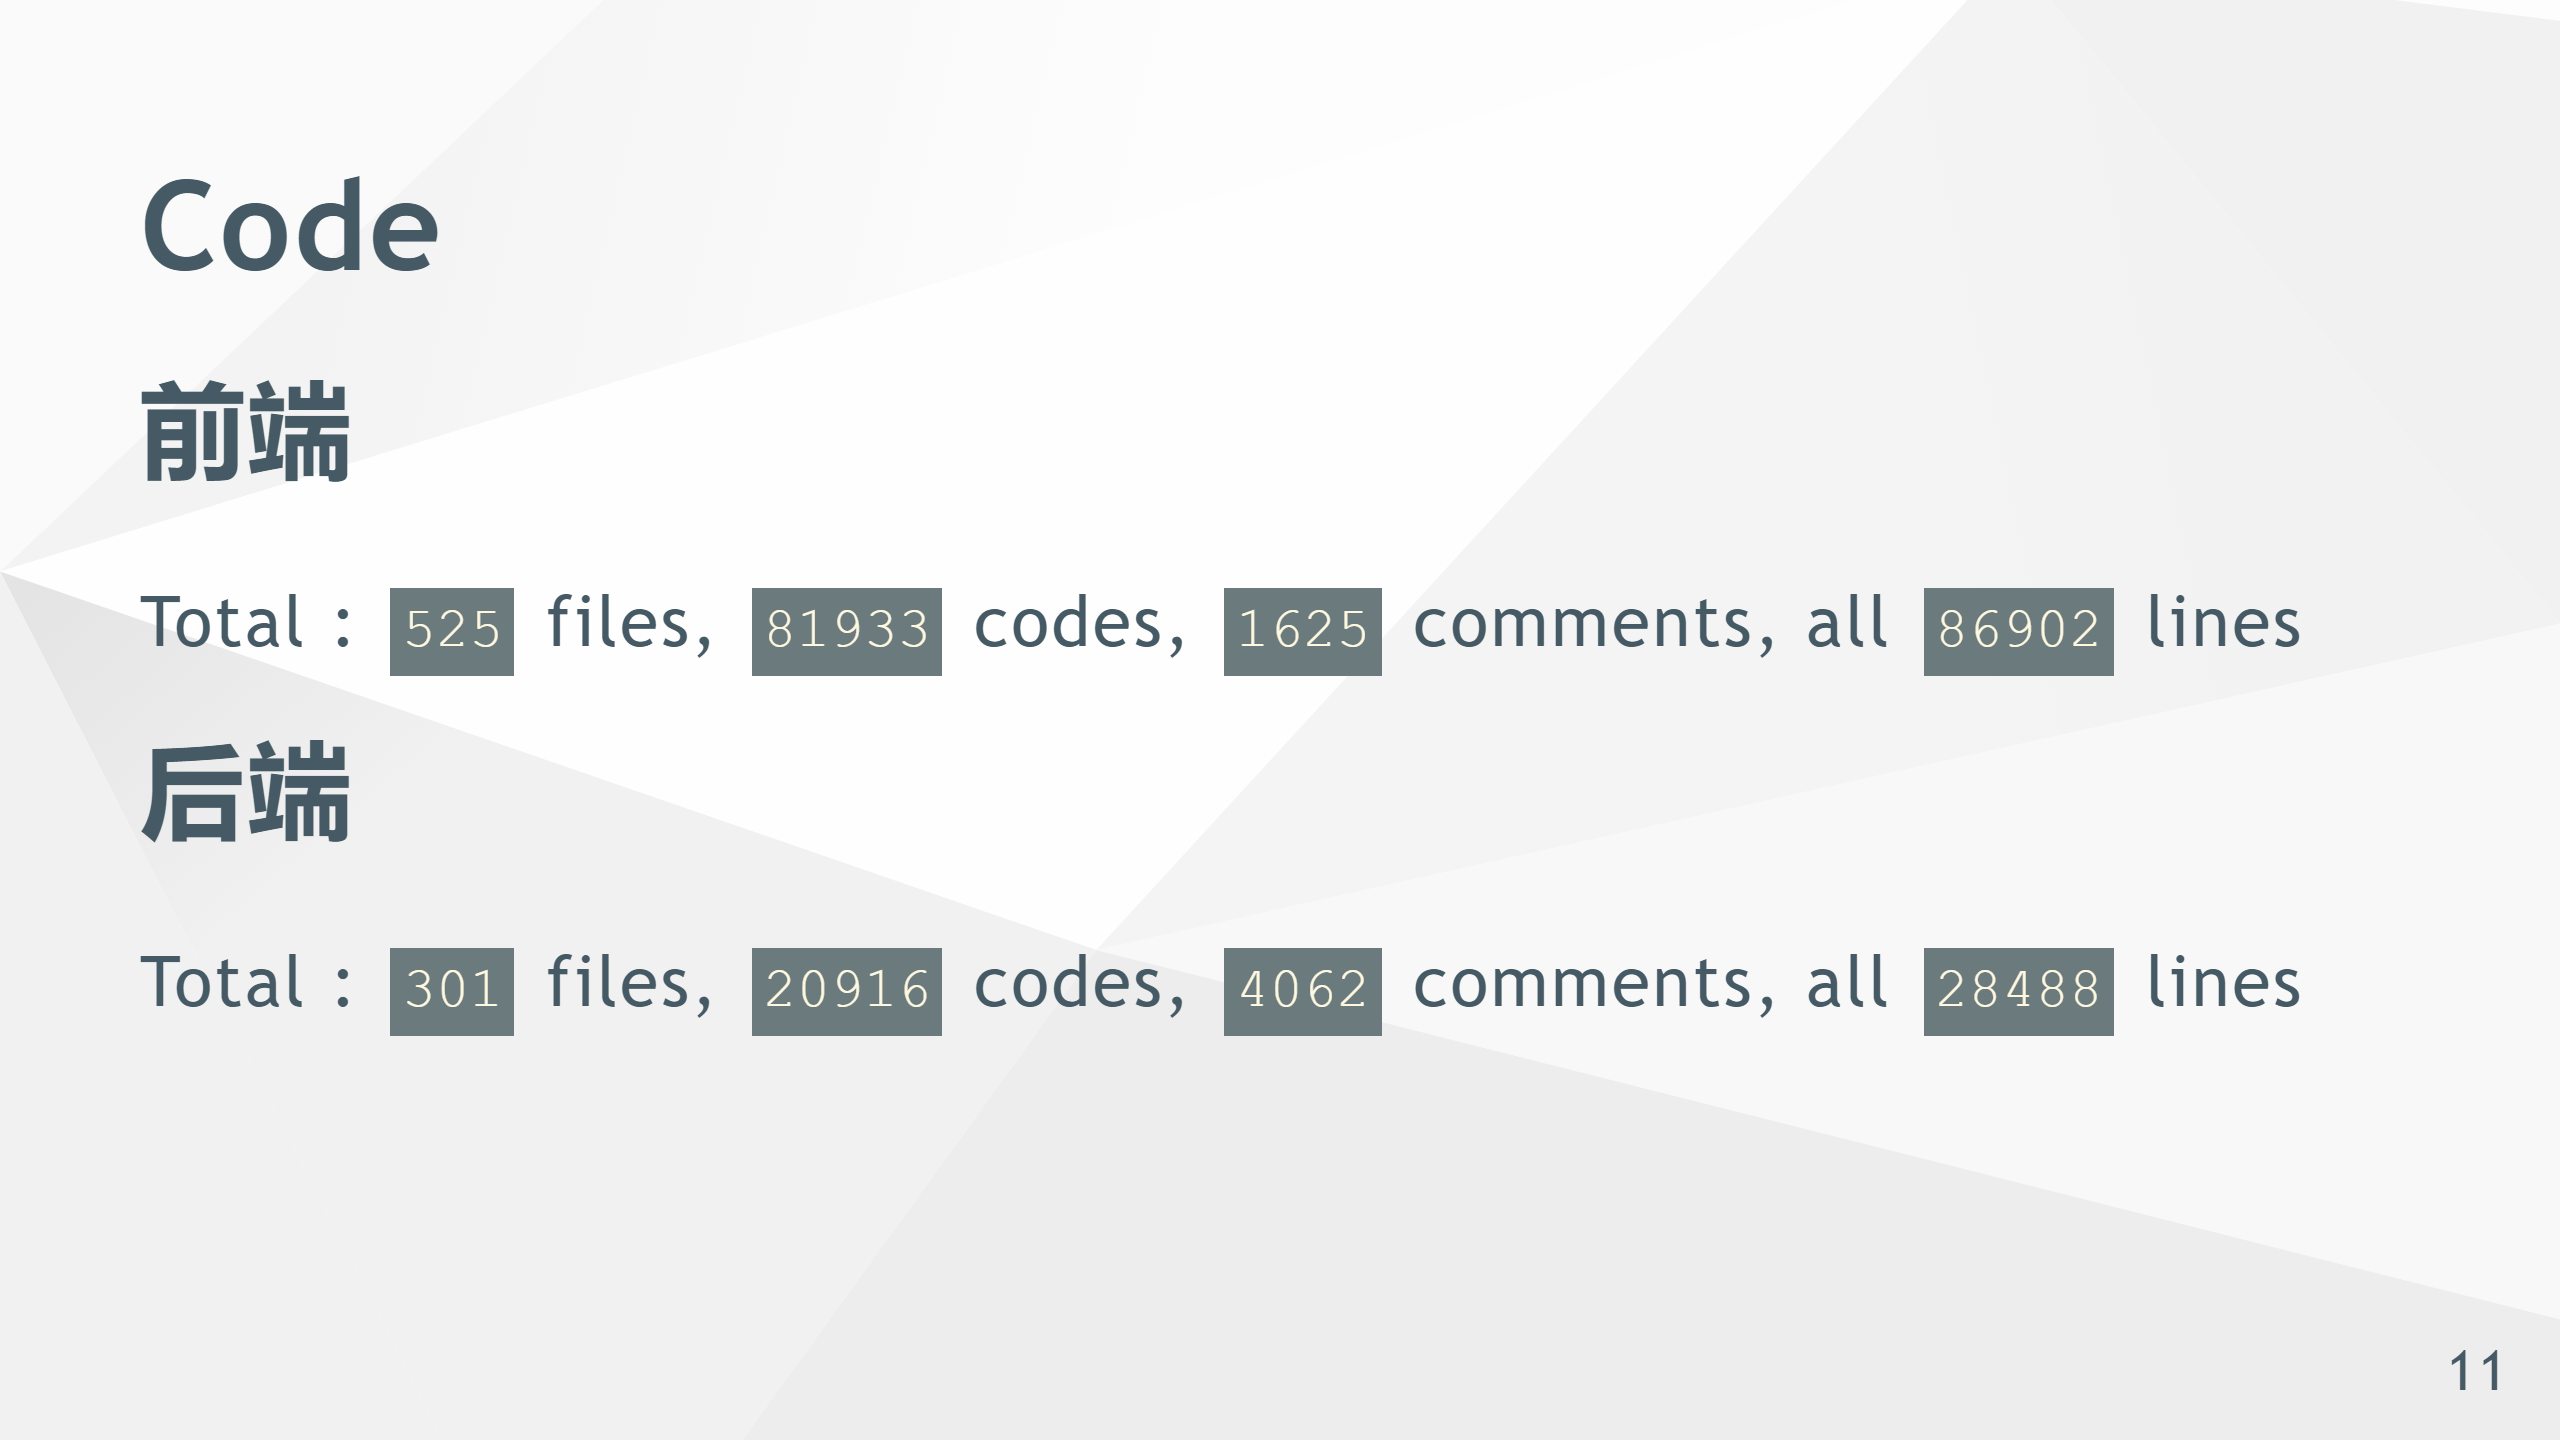 Code
前端
Total : 525 files, 81933 codes, 1625 comments, all 86902 lines
后端
Total : 301 files, 20916 codes, 4062 comments, all 28488 lines
11